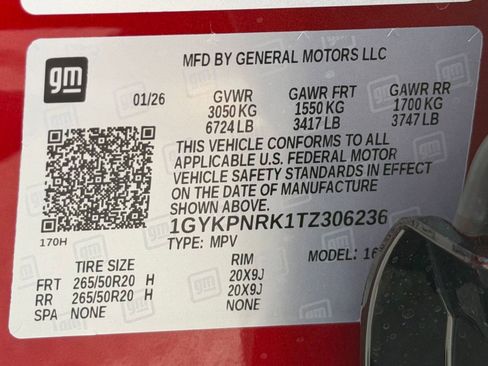 gm
MFD BY GENERAL MOTORS LLC
01/26 GVWR GAWR FRT GAWR RR
3050 KG 1550 KG 1700 KG
6724 LB 3417 LB 3747 LB
THIS VEHICLE CONFORMS TO ALL
APPLICABLE U.S. FEDERAL MOTOR
VEHICLE SAFETY STANDARDS IN EFFECT
ON THE DATE OF MANUFACTURE
SHOWN ABOVE.
170H 1GYKPNRK1TZ306236
TYPE: MPV MODEL: 16
TIRE SIZE RIM
FRT 265/50R20 H 20X9J
RR 265/50R20 H 20X9J
SPA NONE NONE